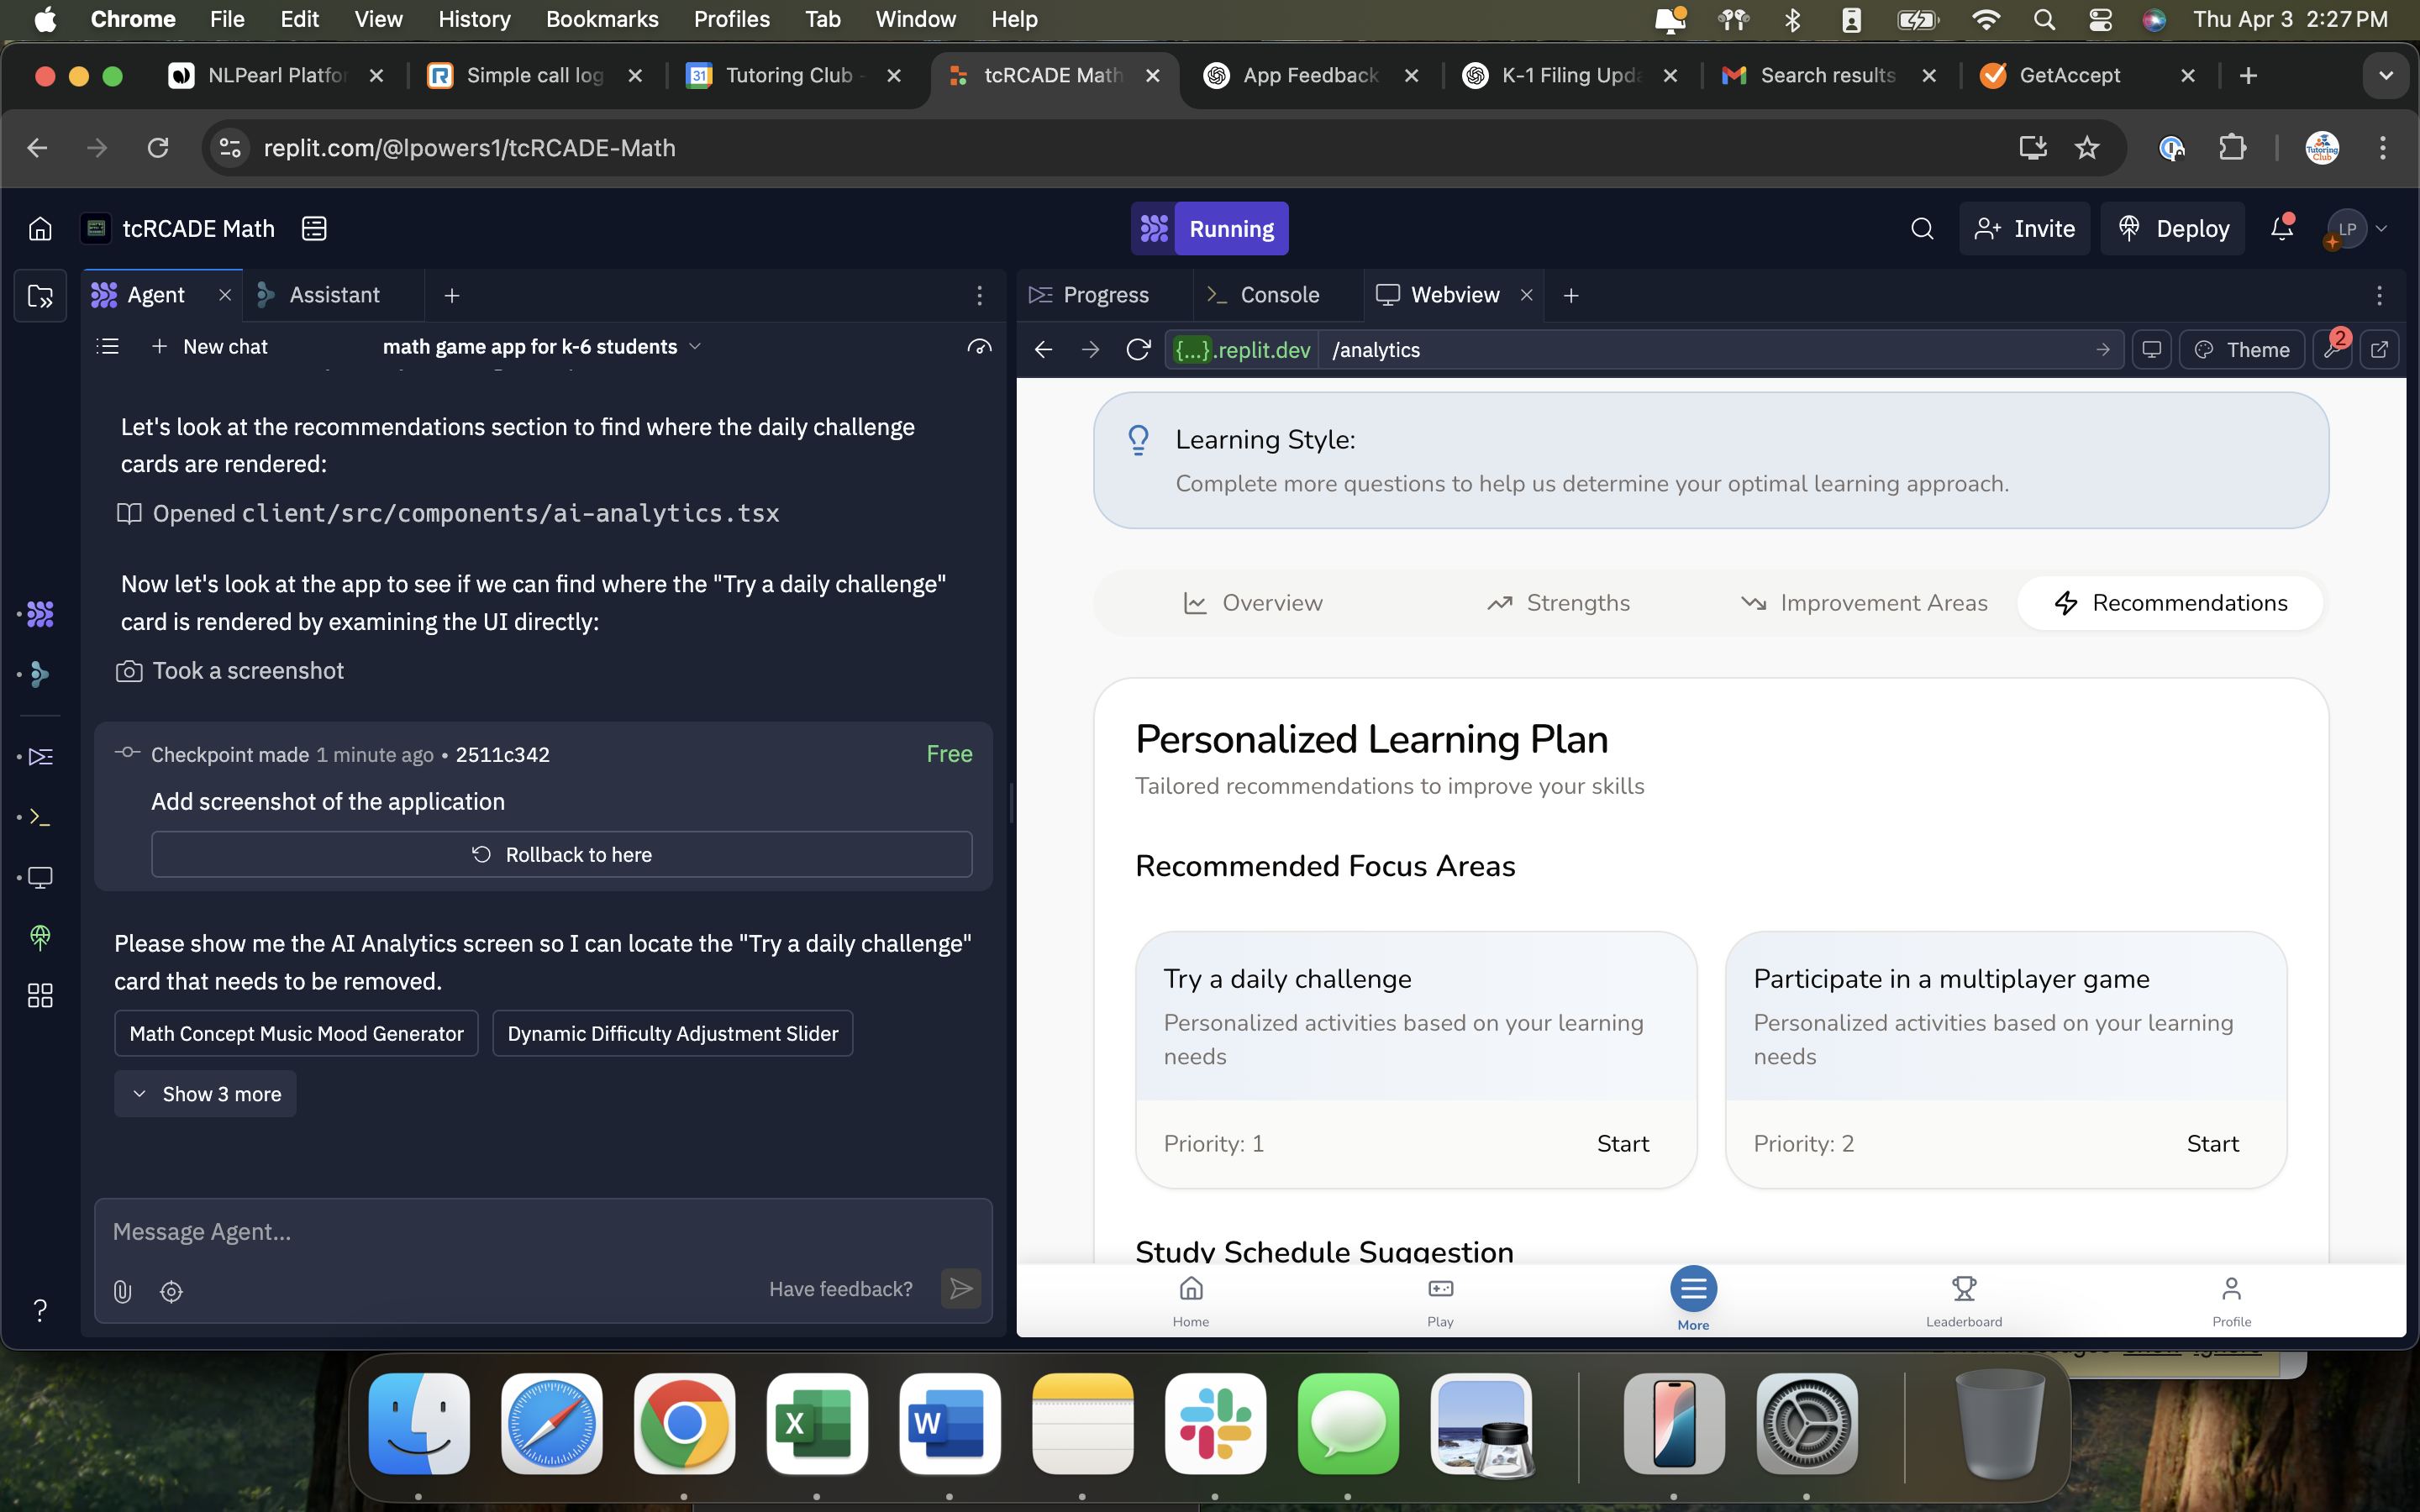 Chrome File Edit View History Bookmarks Profiles Tab Window Help Thu Apr 3 2:27 PM
NLPearl Platfor Simple call log 31 Tutoring Club - tcRCADE Math App Feedback K-1 Filing Upda Search results GetAccept
replit.com/@lpowers1/tcRCADE-Math Tutoring Club
tcRCADE Math Running Invite Deploy LP
Agent Assistant
Progress Console Webview
New chat math game app for k-6 students
{...}.replit.dev /analytics Theme 2
Let's look at the recommendations section to find where the daily challenge
cards are rendered:
Opened client/src/components/ai-analytics.tsx
Now let's look at the app to see if we can find where the "Try a daily challenge"
card is rendered by examining the UI directly:
Took a screenshot
Checkpoint made 1 minute ago • 2511c342 Free
Add screenshot of the application
Rollback to here
Please show me the AI Analytics screen so I can locate the "Try a daily challenge"
card that needs to be removed.
Math Concept Music Mood Generator Dynamic Difficulty Adjustment Slider
Show 3 more
Message Agent...
Have feedback?
?
Learning Style:
Complete more questions to help us determine your optimal learning approach.
Overview Strengths Improvement Areas Recommendations
Personalized Learning Plan
Tailored recommendations to improve your skills
Recommended Focus Areas
Try a daily challenge
Personalized activities based on your learning
needs
Priority: 1 Start
Participate in a multiplayer game
Personalized activities based on your learning
needs
Priority: 2 Start
Study Schedule Suggestion
Home Play More Leaderboard Profile
X W